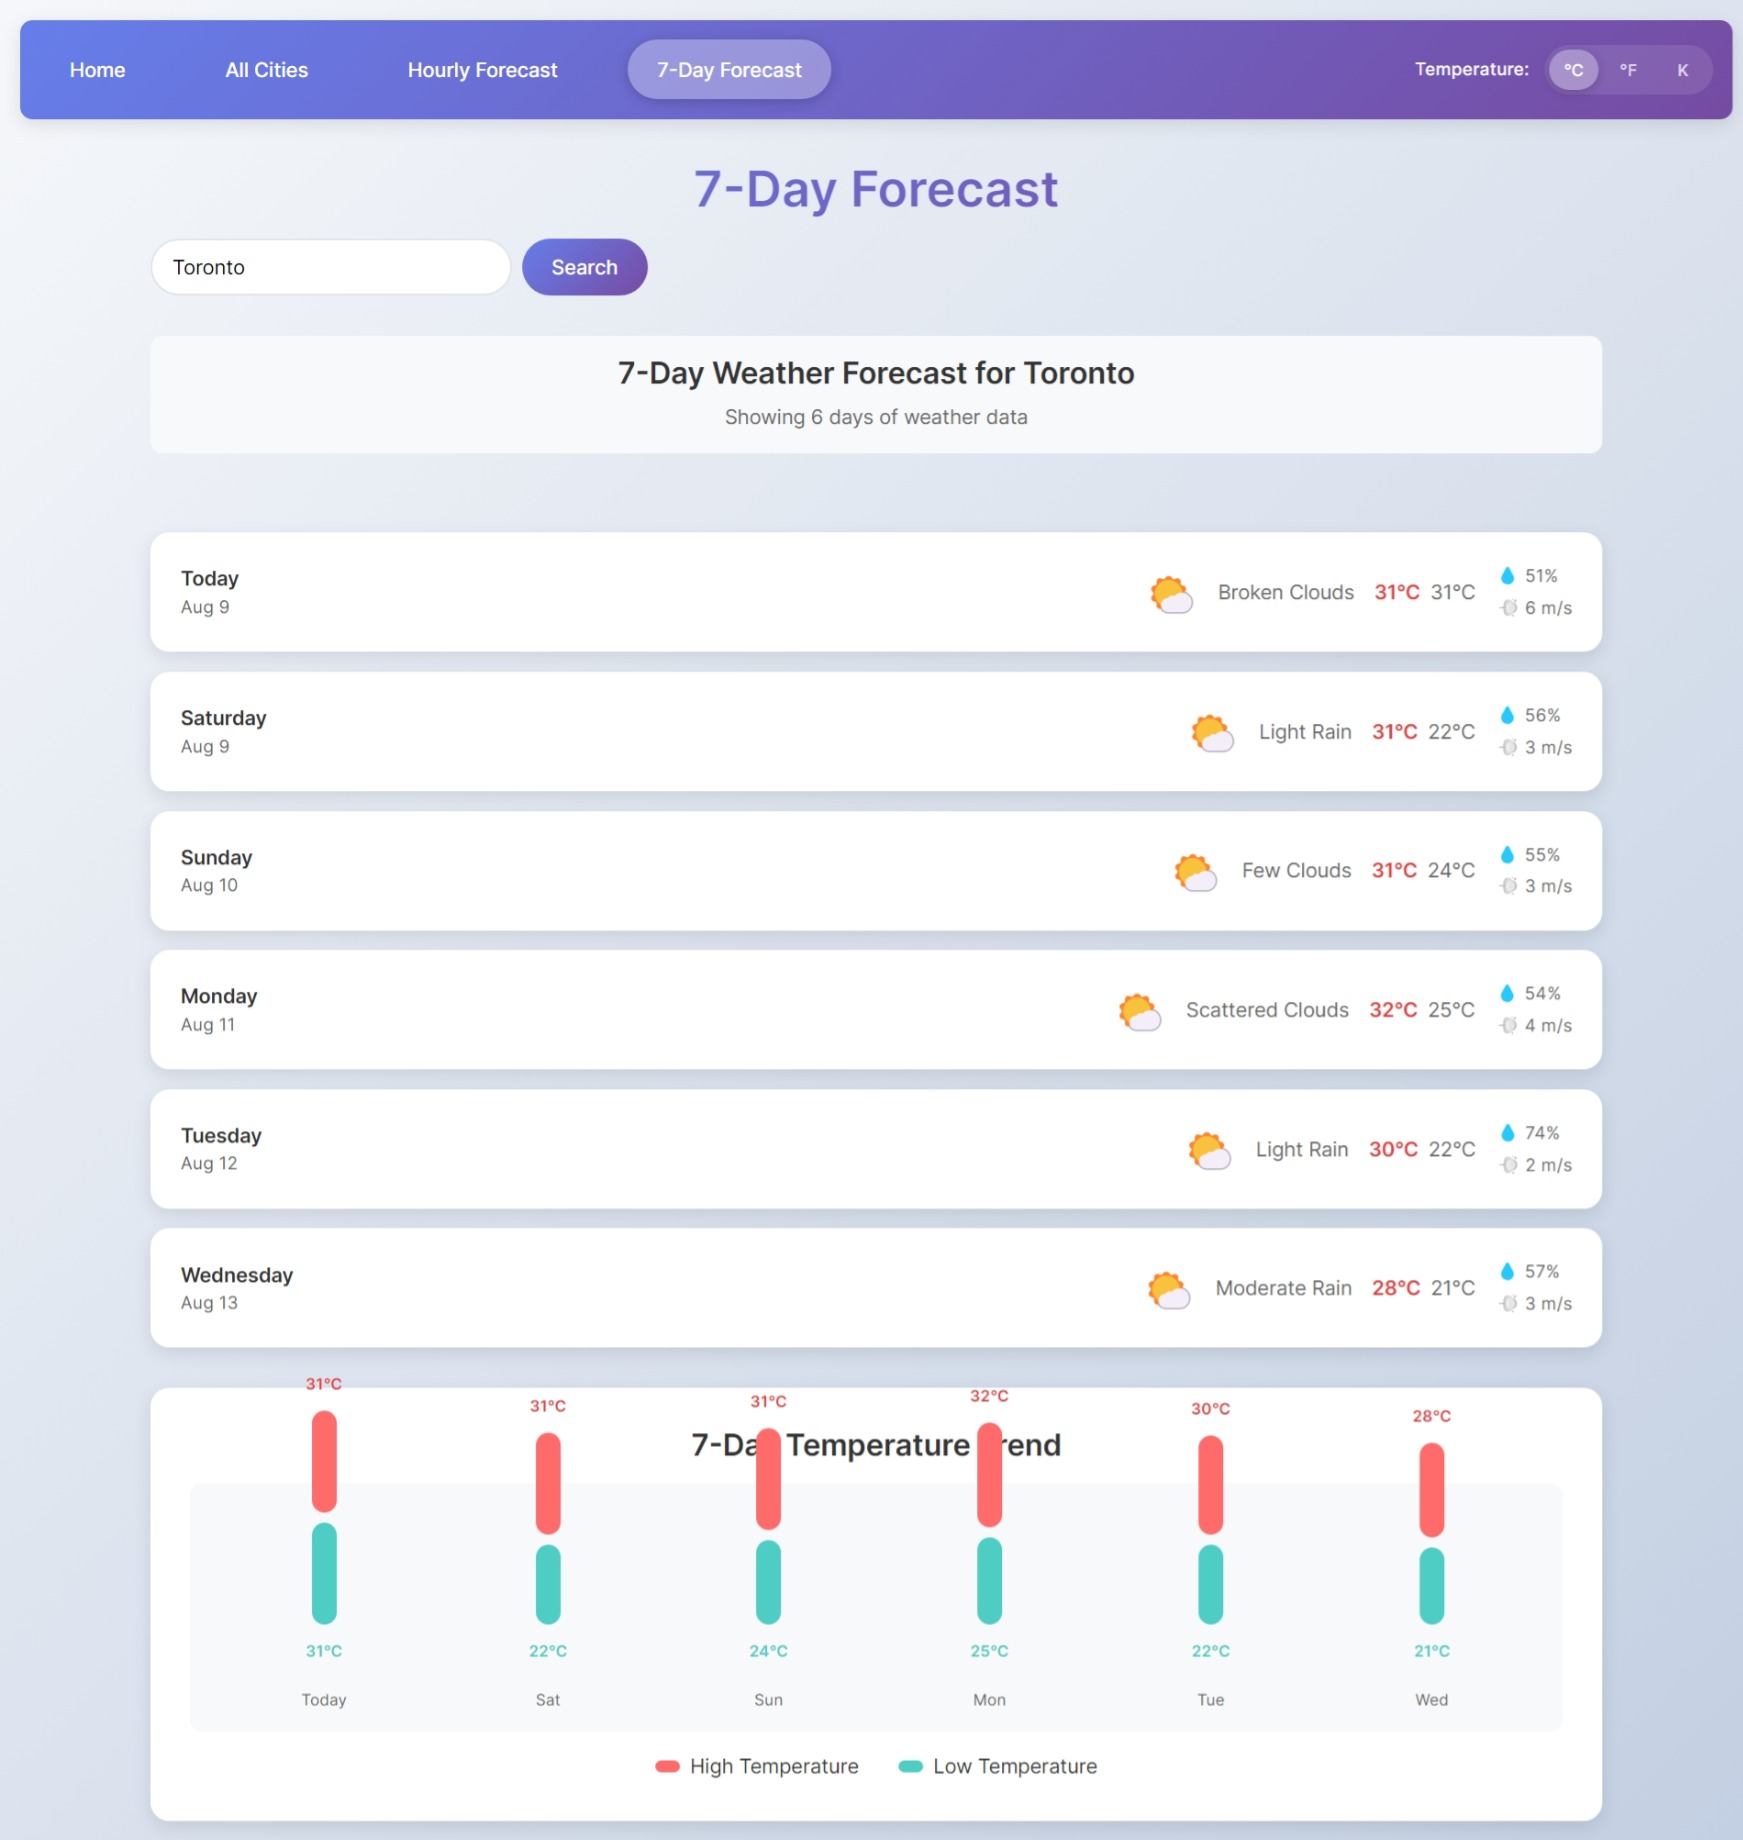 Home All Cities Hourly Forecast 7-Day Forecast Temperature: °C °F K
7-Day Forecast
Toronto Search
7-Day Weather Forecast for Toronto
Showing 6 days of weather data
Today
Aug 9
Broken Clouds 31°C 31°C
51%
6 m/s
Saturday
Aug 9
Light Rain 31°C 22°C
56%
3 m/s
Sunday
Aug 10
Few Clouds 31°C 24°C
55%
3 m/s
Monday
Aug 11
Scattered Clouds 32°C 25°C
54%
4 m/s
Tuesday
Aug 12
Light Rain 30°C 22°C
74%
2 m/s
Wednesday
Aug 13
Moderate Rain 28°C 21°C
57%
3 m/s
31°C 31°C 31°C 32°C 30°C 28°C
7-Day Temperature Trend
31°C 22°C 24°C 25°C 22°C 21°C
Today Sat Sun Mon Tue Wed
High Temperature Low Temperature